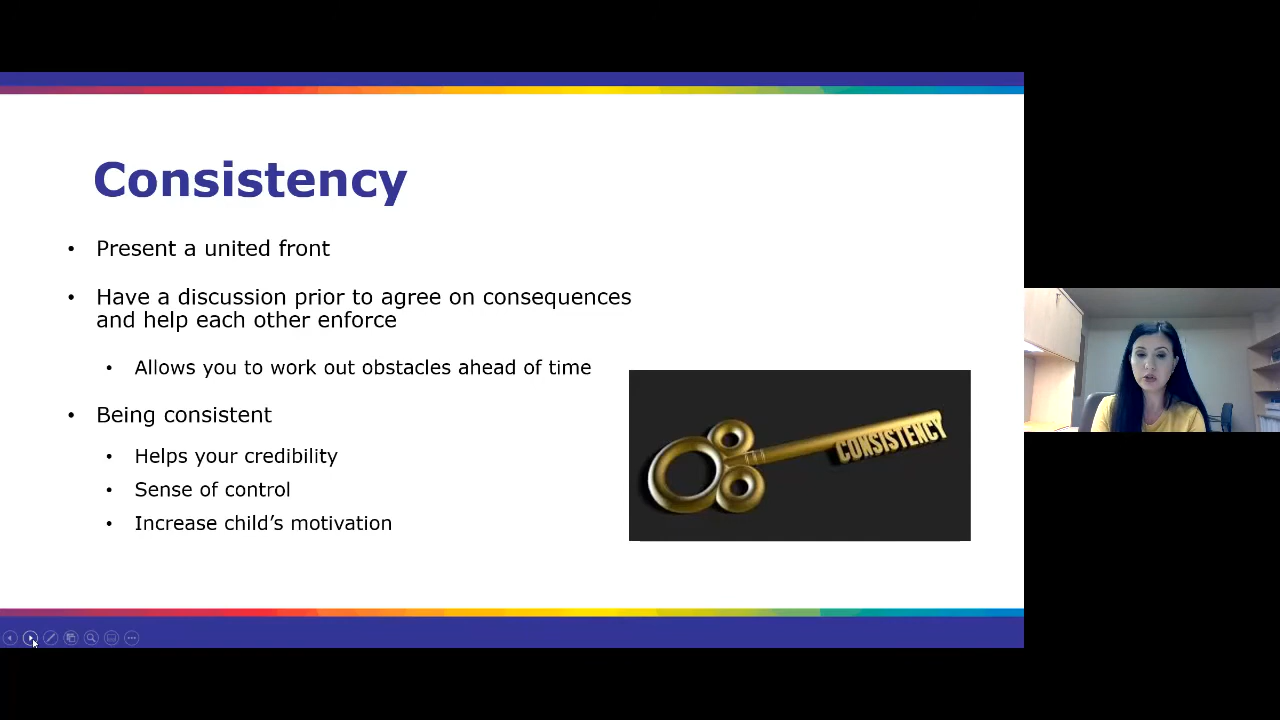 Consistency
• Present a united front
• Have a discussion prior to agree on consequences
and help each other enforce
• Allows you to work out obstacles ahead of time
• Being consistent
• Helps your credibility
• Sense of control
• Increase child’s motivation
CONSISTENCY